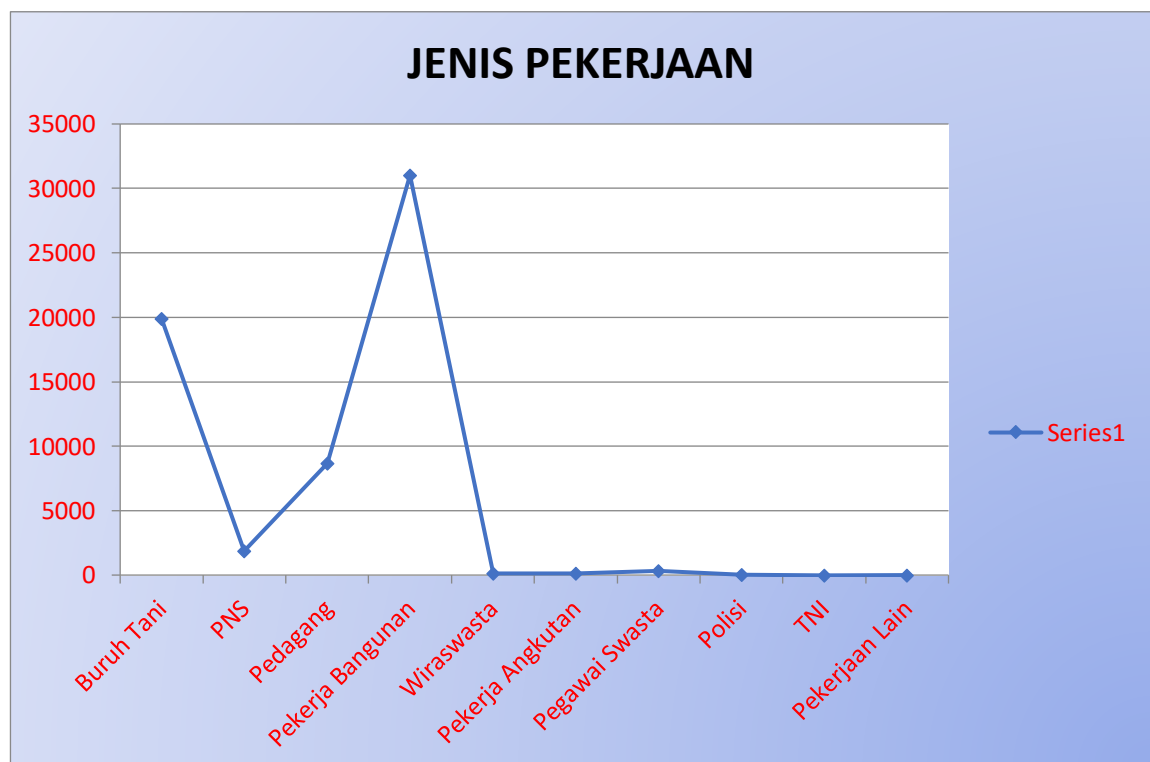 JENIS PEKERJAAN
35000
30000
25000
20000
15000
10000
5000
0
Buruh Tani
PNS
Pedagang
Pekerja Bangunan
Wiraswasta
Pekerja Angkutan
Pegawai Swasta
Polisi
TNI
Pekerjaan Lain
Series1